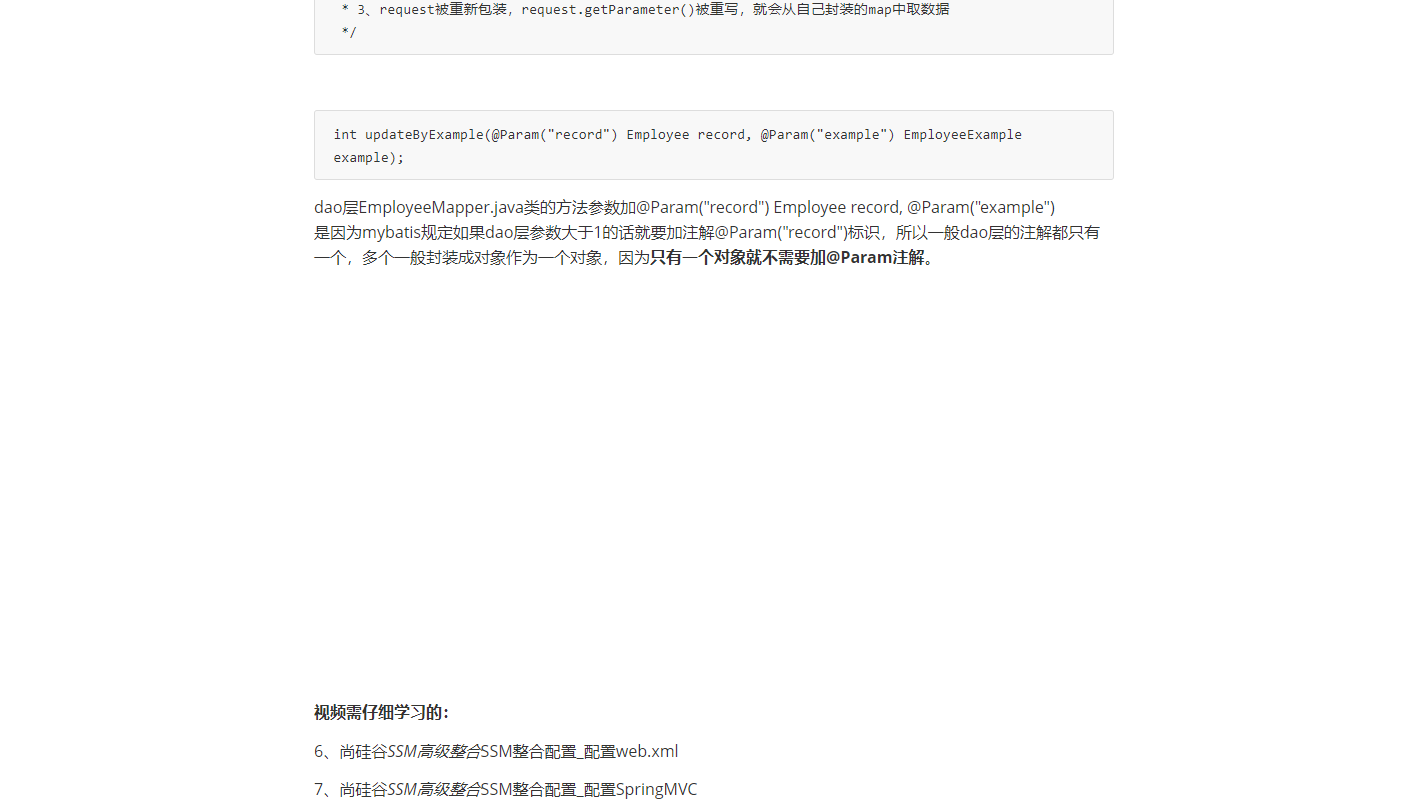 * 3、request被重新包装，request.getParameter()被重写，就会从自己封装的map中取数据
*/
int updateByExample(@Param("record") Employee record, @Param("example") EmployeeExample
example);
dao层EmployeeMapper.java类的方法参数加@Param("record") Employee record, @Param("example")
是因为mybatis规定如果dao层参数大于1的话就要加注解@Param("record")标识，所以一般dao层的注解都只有
一个，多个一般封装成对象作为一个对象，因为只有一个对象就不需要加@Param注解。
视频需仔细学习的：
6、尚硅谷SSM高级整合SSM整合配置_配置web.xml
7、尚硅谷SSM高级整合SSM整合配置_配置SpringMVC